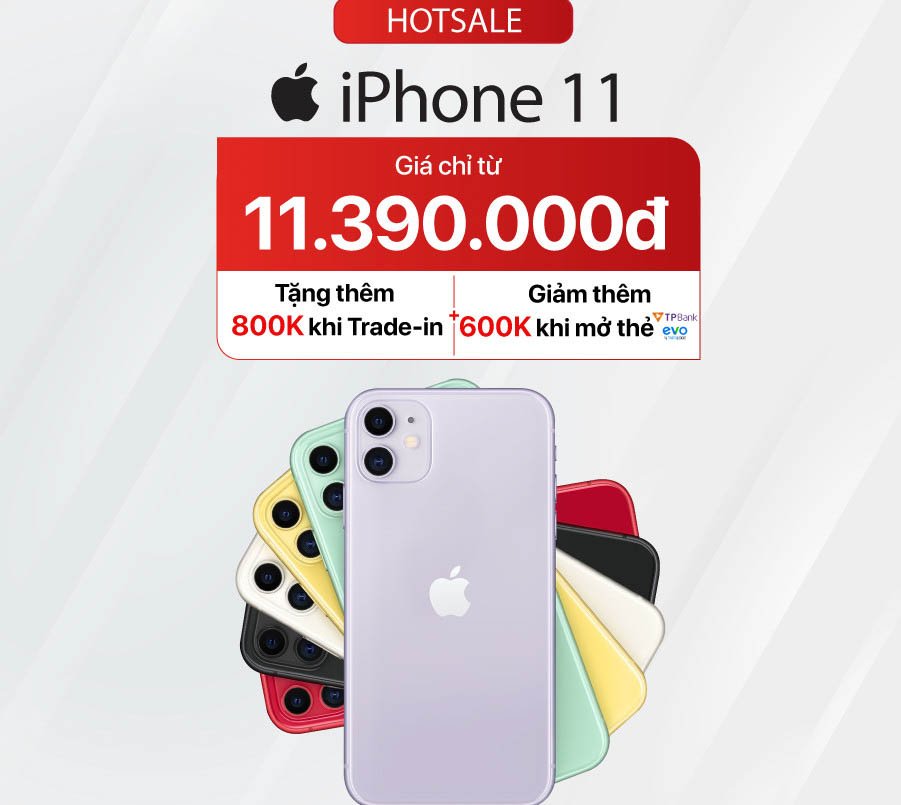 HOTSALE
iPhone 11
Giá chỉ từ
11.390.000đ
Tặng thêm
800K khi Trade-in
+
Giảm thêm
600K khi mở thẻ TPBank evo